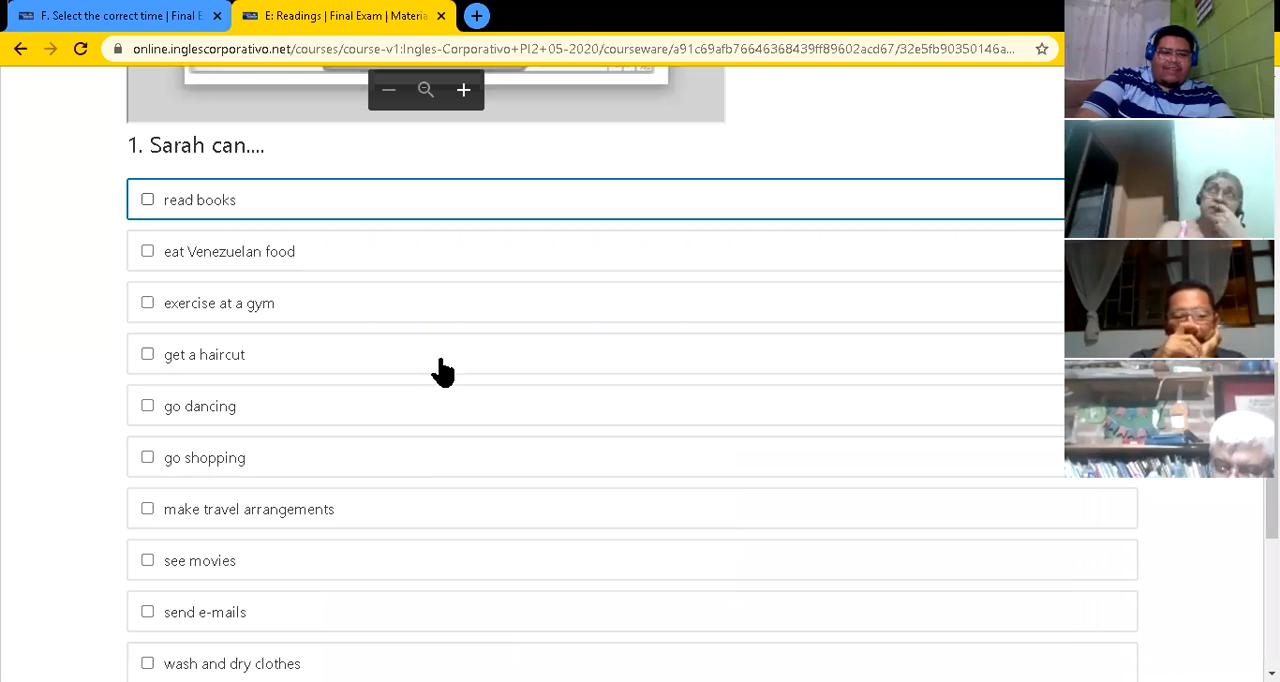 F. Select the correct time | Final E
E: Readings | Final Exam | Materia
online.inglescorporativo.net/courses/course-v1:Ingles-Corporativo+PI2+05-2020/courseware/a91c69afb76646368439ff89602acd67/32e5fb90350146a...
1. Sarah can....
read books
eat Venezuelan food
exercise at a gym
get a haircut
go dancing
go shopping
make travel arrangements
see movies
send e-mails
wash and dry clothes